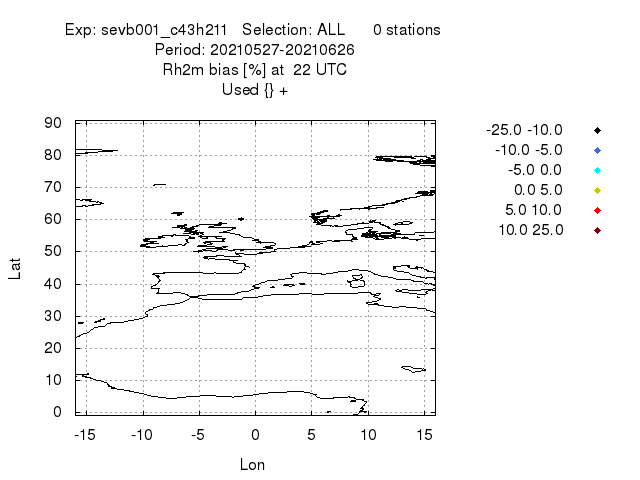 Exp: sevb001_c43h211   Selection: ALL      0 stations
Period: 20210527-20210626
Rh2m bias [%] at  22 UTC
Used {} +
90
80
70
60
50
40
30
20
10
0
Lat
-15 -10 -5 0 5 10 15
Lon
-25.0 -10.0
-10.0 -5.0
-5.0 0.0
0.0 5.0
5.0 10.0
10.0 25.0